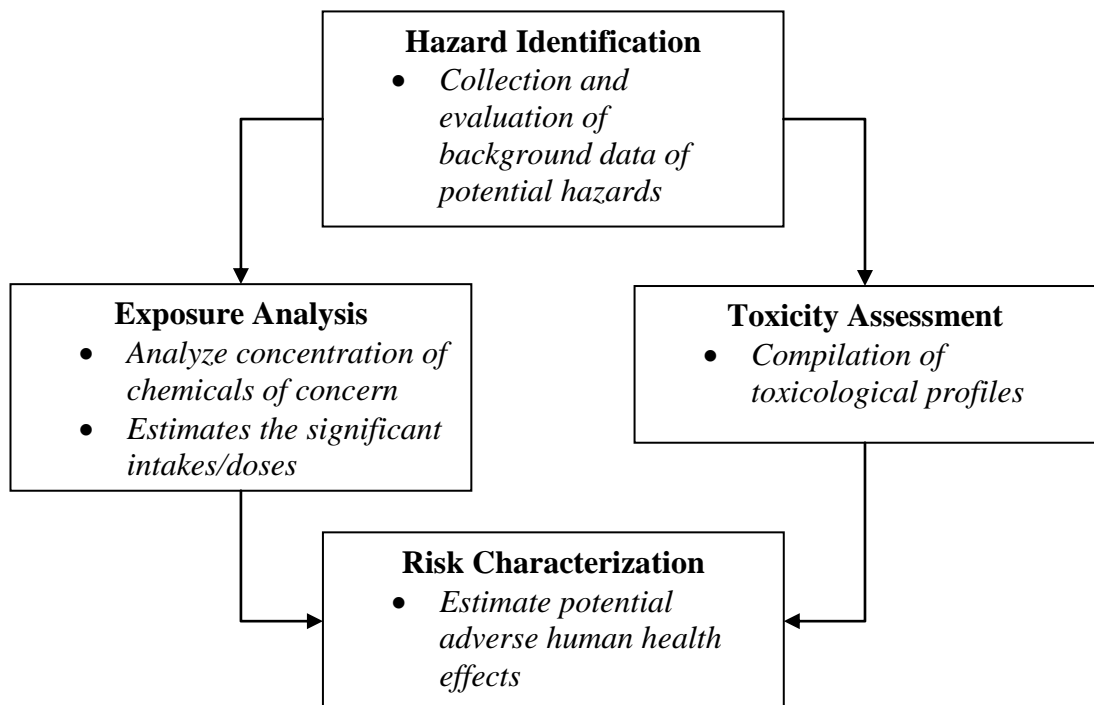 Hazard Identification
• Collection and
evaluation of
background data of
potential hazards
Exposure Analysis
• Analyze concentration of
chemicals of concern
• Estimates the significant
intakes/doses
Toxicity Assessment
• Compilation of
toxicological profiles
Risk Characterization
• Estimate potential
adverse human health
effects